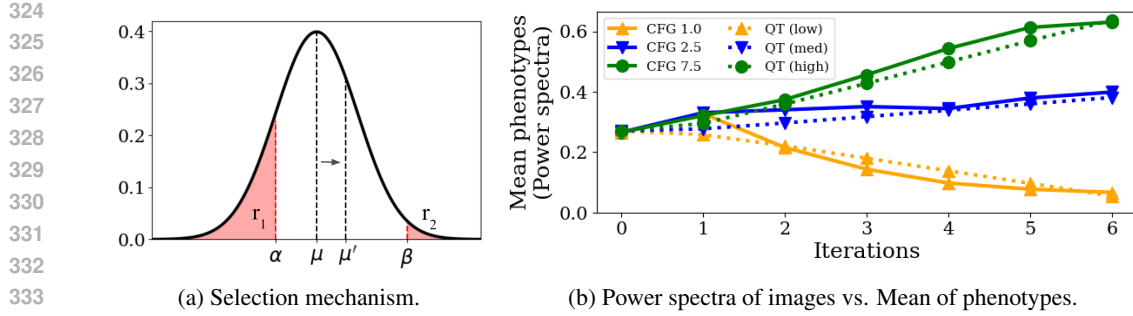 324
325
326
327
328
329
330
331
332
333
0.4
0.3
0.2
0.1
0.0
r1
r2
α
μ
μ'
β
(a) Selection mechanism.
Mean phenotypes
(Power spectra)
0.6
0.4
0.2
0.0
CFG 1.0
CFG 2.5
CFG 7.5
QT (low)
QT (med)
QT (high)
0 1 2 3 4 5 6
Iterations
(b) Power spectra of images vs. Mean of phenotypes.